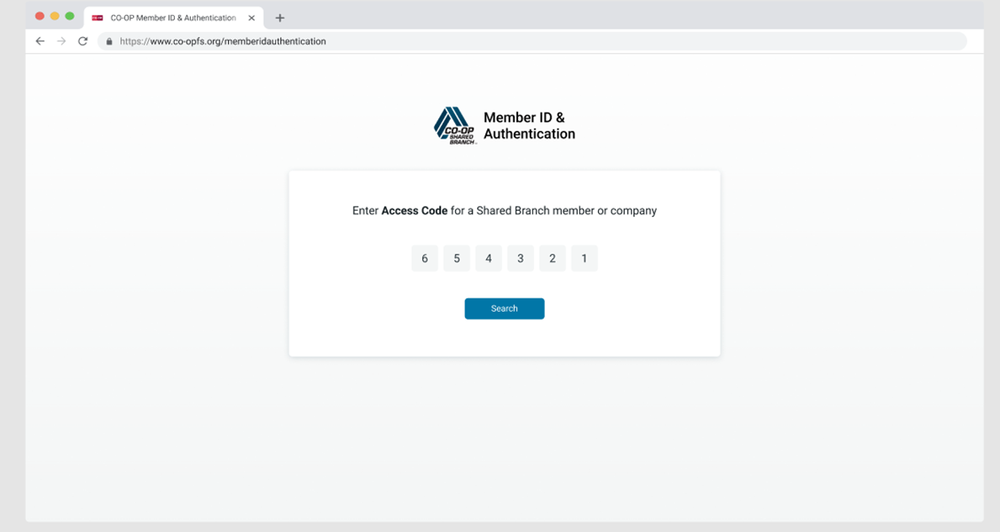 CO-OP Member ID & Authentication
https://www.co-opfs.org/memberidauthentication
CO-OP
SHARED
BRANCH
Member ID &
Authentication
Enter Access Code for a Shared Branch member or company
6 5 4 3 2 1
Search